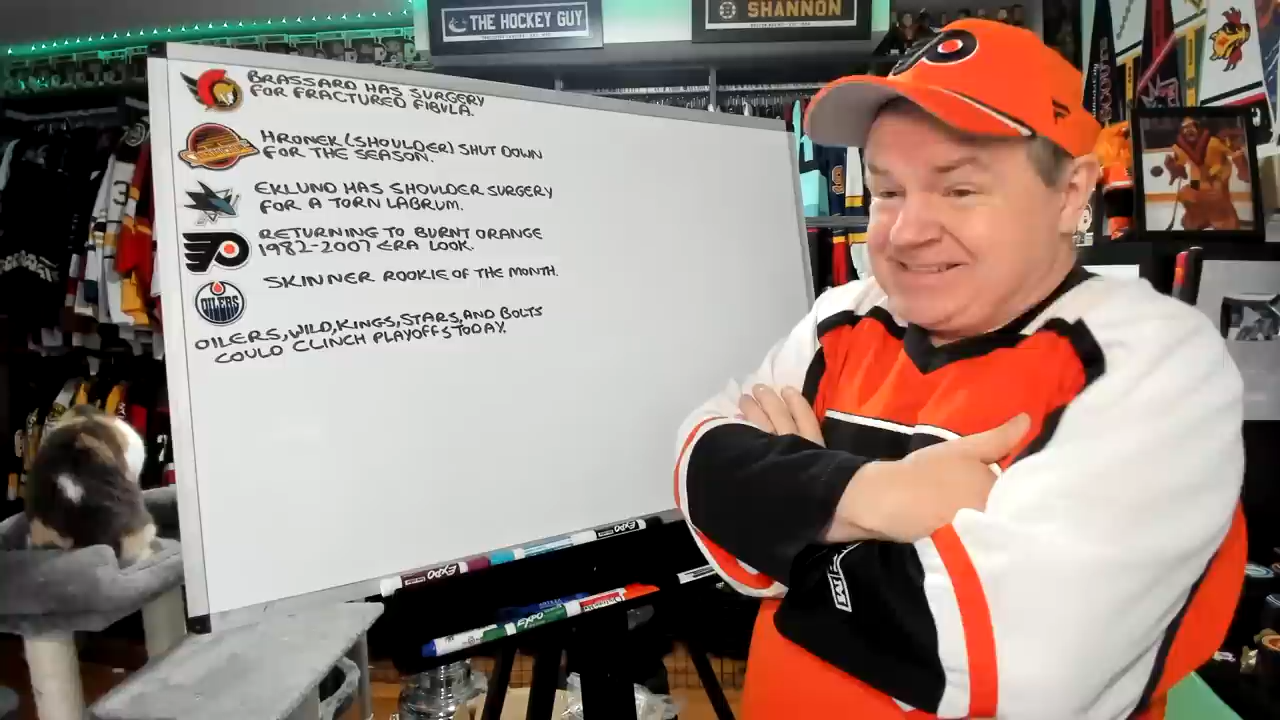 THE HOCKEY GUY
SHANNON
BRASSARD HAS SURGERY
FOR FRACTURED FIBULA.
HRONEK (SHOULDER) SHUT DOWN
FOR THE SEASON.
EKLUND HAS SHOULDER SURGERY
FOR A TORN LABRUM.
RETURNING TO BURNT ORANGE
1982-2007 ERA LOOK.
SKINNER ROOKIE OF THE MONTH.
OILERS
OILERS, WILD, KINGS, STARS, AND BOLTS
COULD CLINCH PLAYOFFS TODAY.
EXPO
EXPO
EXPO